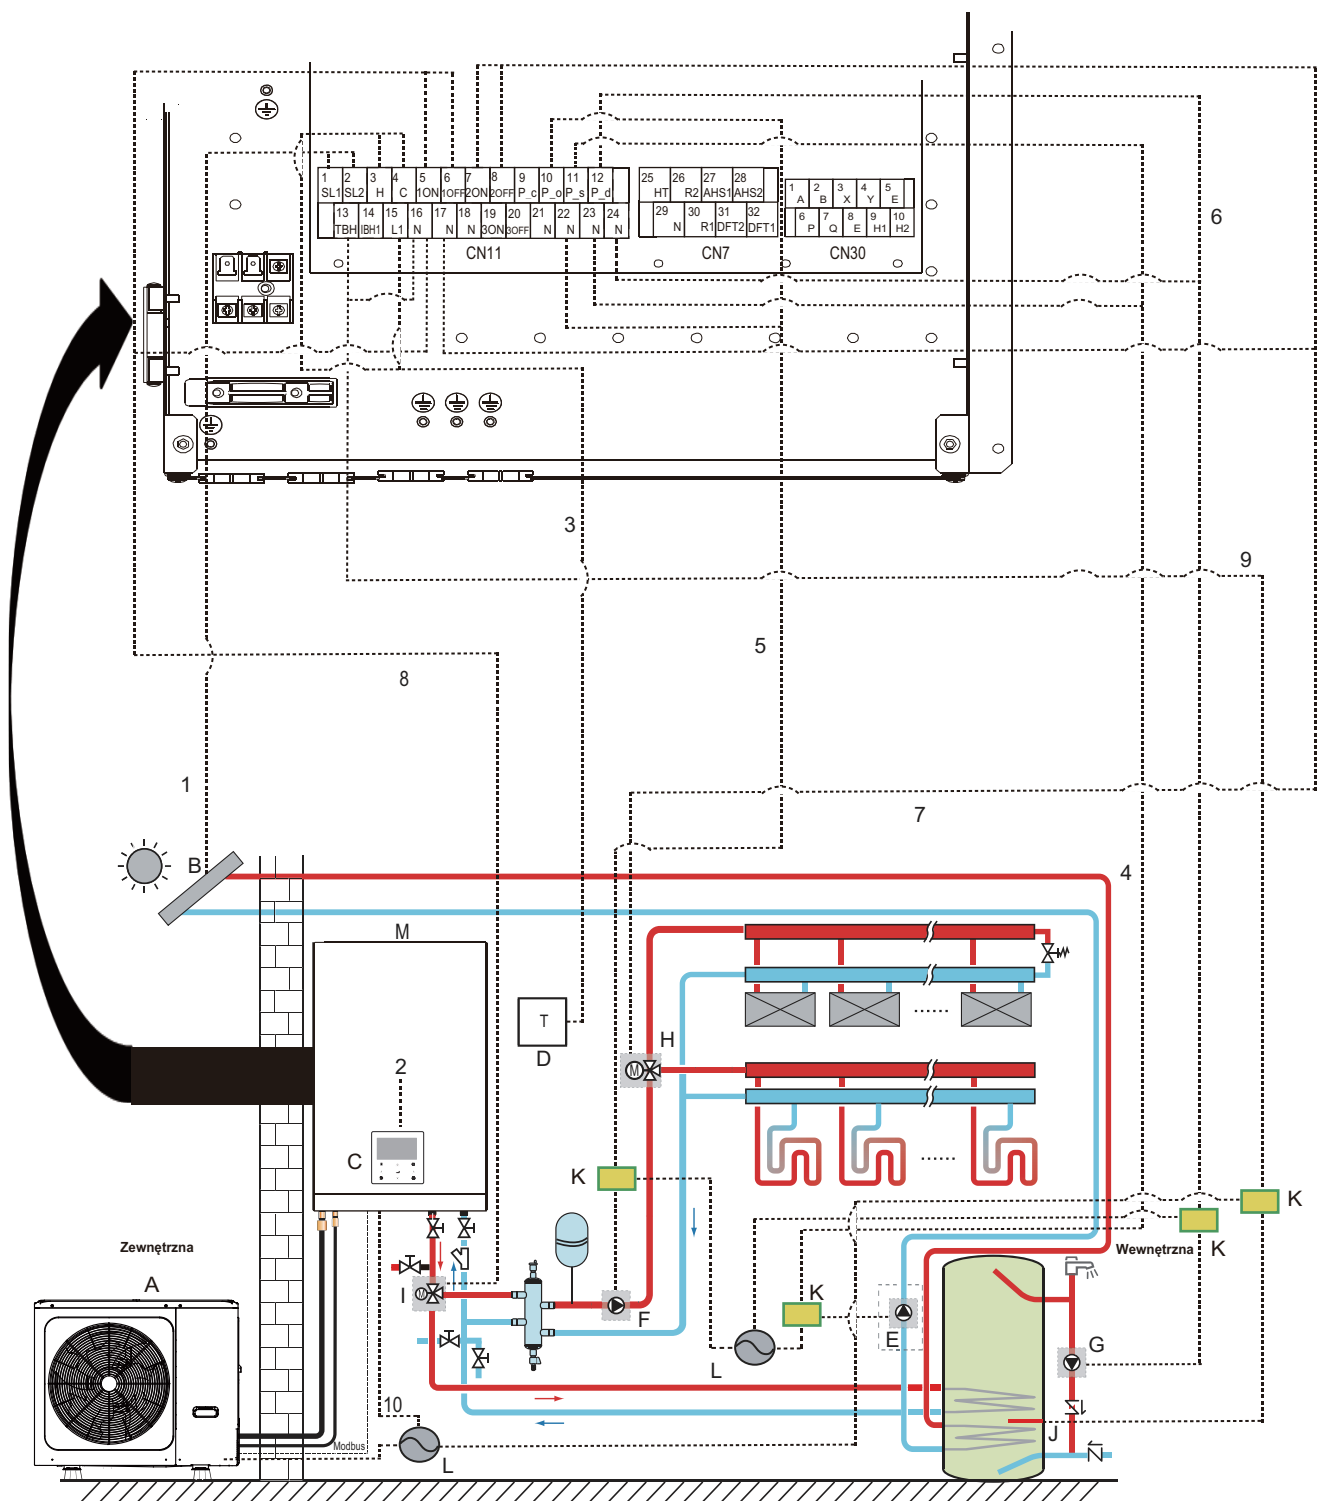 1 2 3 4 5 6 7 8 9 10 11 12
SL1 SL2 H C 1ON 1OFF 2ON 2OFF P_c P_o P_s P_d
13 14 15 16 17 18 19 20 21 22 23 24
TBH IBH1 L1 N N N 3ON 3OFF N N N N
CN11
25 26 27 28
HT R2 AHS1 AHS2
29 30 31 32
N R1 DFT2 DFT1
CN7
1 2 3 4 5
A B X Y E
6 7 8 9 10
P Q E H1 H2
CN30
6
3
9
5
8
1
7
4
B
M
T
D
H
2
C
K
K
K
Zewnętrzna
Wewnętrzna
A
M
M
I
F
K
E
G
L
10
J
Modbus
L